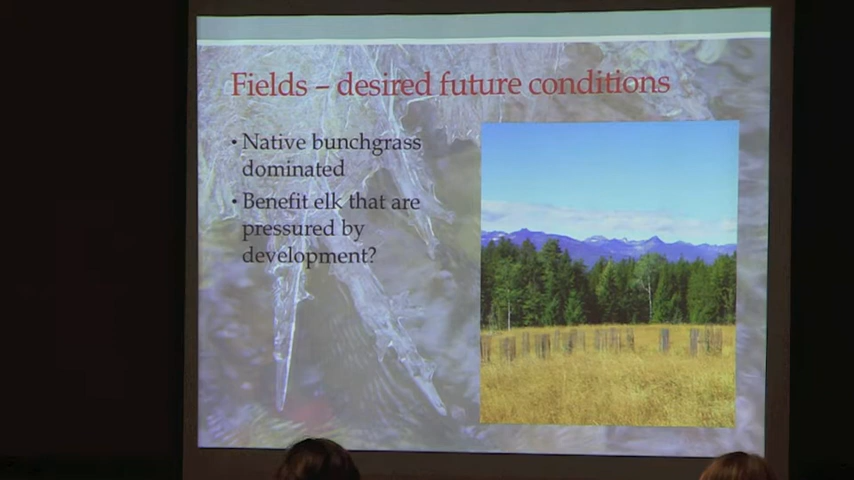 Fields – desired future conditions
• Native bunchgrass
dominated
• Benefit elk that are
pressured by
development?